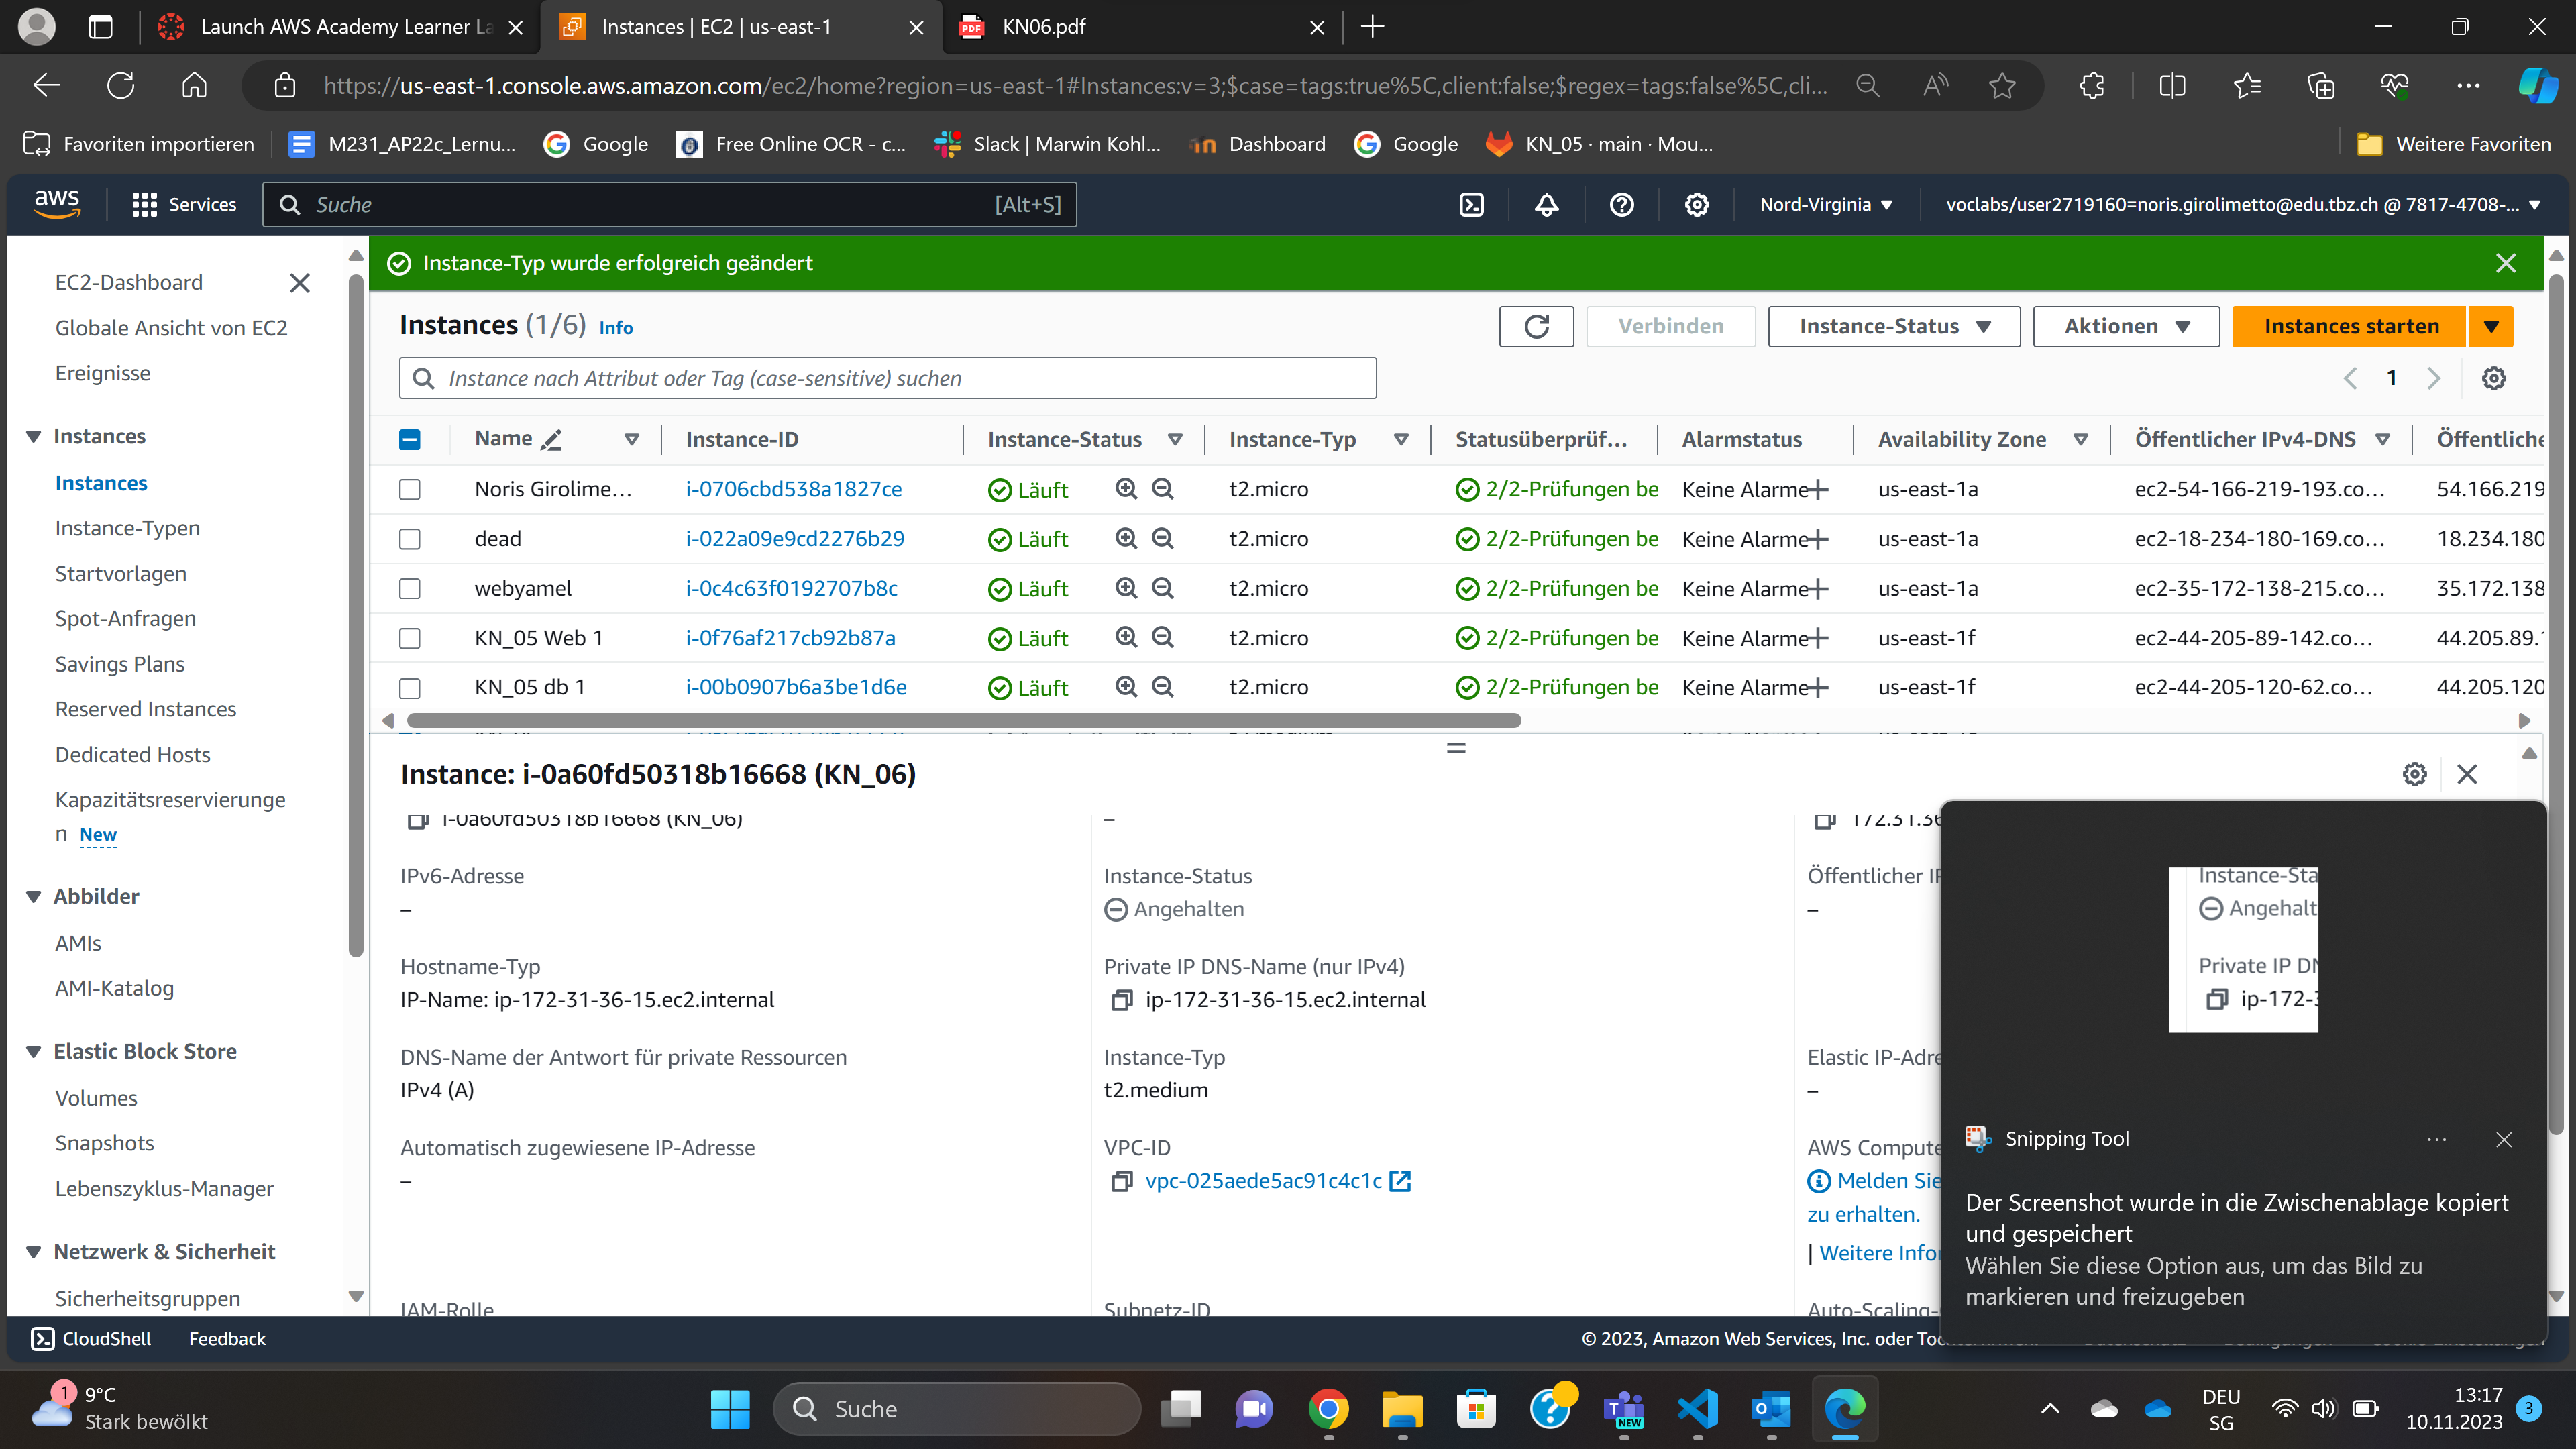 Launch AWS Academy Learner La
Instances | EC2 | us-east-1
KN06.pdf
https://us-east-1.console.aws.amazon.com/ec2/home?region=us-east-1#Instances:v=3;$case=tags:true%5C,client:false;$regex=tags:false%5C,cli...
Favoriten importieren
M231_AP22c_Lernu...
Google
Free Online OCR - c...
Slack | Marwin Kohl...
Dashboard
Google
KN_05 · main · Mou...
Weitere Favoriten
aws
Services
Suche
[Alt+S]
Nord-Virginia
voclabs/user2719160=noris.girolimetto@edu.tbz.ch @ 7817-4708-...
EC2-Dashboard
Globale Ansicht von EC2
Ereignisse
Instances
Instances
Instance-Typen
Startvorlagen
Spot-Anfragen
Savings Plans
Reserved Instances
Dedicated Hosts
Kapazitätsreservierunge
n New
Abbilder
AMIs
AMI-Katalog
Elastic Block Store
Volumes
Snapshots
Lebenszyklus-Manager
Netzwerk & Sicherheit
Sicherheitsgruppen
Instance-Typ wurde erfolgreich geändert
Instances (1/6) Info
Verbinden
Instance-Status
Aktionen
Instances starten
Instance nach Attribut oder Tag (case-sensitive) suchen
1
Name Instance-ID Instance-Status Instance-Typ Statusüberprüf... Alarmstatus Availability Zone Öffentlicher IPv4-DNS Öffentliche
Noris Girolime... i-0706cbd538a1827ce Läuft t2.micro 2/2-Prüfungen be Keine Alarme us-east-1a ec2-54-166-219-193.co... 54.166.219
dead i-022a09e9cd2276b29 Läuft t2.micro 2/2-Prüfungen be Keine Alarme us-east-1a ec2-18-234-180-169.co... 18.234.180
webyamel i-0c4c63f0192707b8c Läuft t2.micro 2/2-Prüfungen be Keine Alarme us-east-1a ec2-35-172-138-215.co... 35.172.138
KN_05 Web 1 i-0f76af217cb92b87a Läuft t2.micro 2/2-Prüfungen be Keine Alarme us-east-1f ec2-44-205-89-142.co... 44.205.89.
KN_05 db 1 i-00b0907b6a3be1d6e Läuft t2.micro 2/2-Prüfungen be Keine Alarme us-east-1f ec2-44-205-120-62.co... 44.205.120
Instance: i-0a60fd50318b16668 (KN_06)
i-0a60fd50318b16668 (KN_06)
–
172.31.36
IPv6-Adresse
–
Instance-Status
Angehalten
Öffentlicher IP
–
Hostname-Typ
IP-Name: ip-172-31-36-15.ec2.internal
Private IP DNS-Name (nur IPv4)
ip-172-31-36-15.ec2.internal
DNS-Name der Antwort für private Ressourcen
IPv4 (A)
Instance-Typ
t2.medium
Elastic IP-Adre
–
Automatisch zugewiesene IP-Adresse
–
VPC-ID
vpc-025aede5ac91c4c1c
AWS Compute
Melden Sie
zu erhalten.
| Weitere Infor
IAM-Rolle
Subnetz-ID
Auto-Scaling-
Instance-Sta
Angehalt
Private IP DN
ip-172-3
Snipping Tool
Der Screenshot wurde in die Zwischenablage kopiert
und gespeichert
Wählen Sie diese Option aus, um das Bild zu
markieren und freizugeben
CloudShell
Feedback
© 2023, Amazon Web Services, Inc. oder Toc
1
9°C
Stark bewölkt
Suche
NEW
DEU
SG
13:17
10.11.2023
3